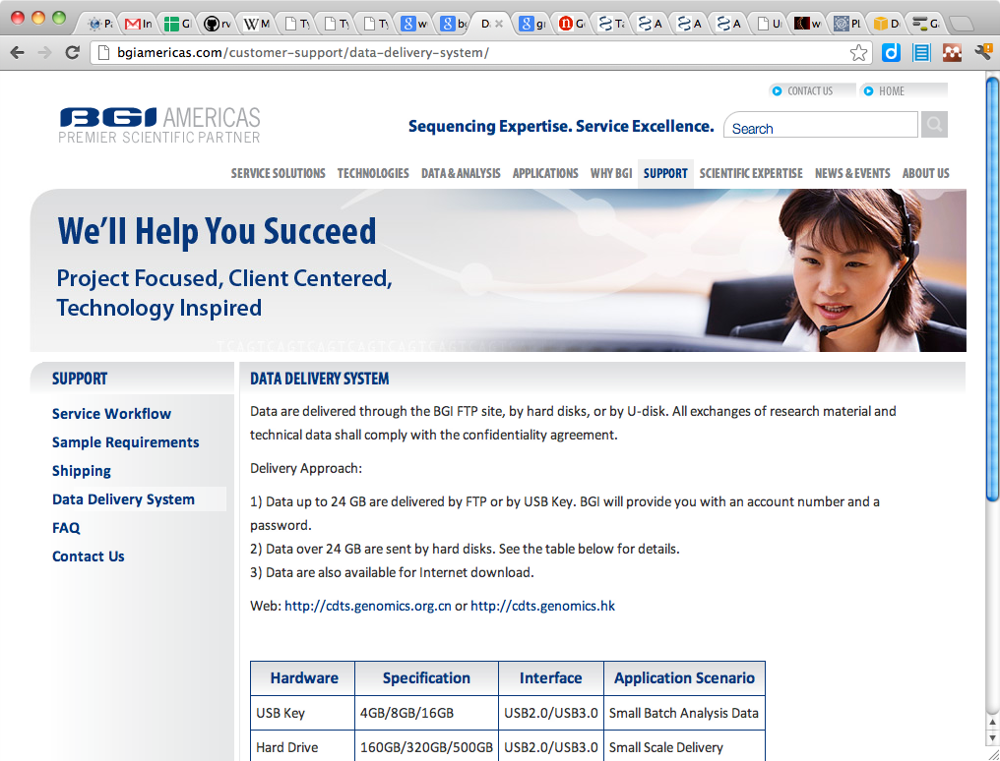 bgiamericas.com/customer-support/data-delivery-system/
CONTACT US
HOME
BGI AMERICAS
PREMIER SCIENTIFIC PARTNER
Sequencing Expertise. Service Excellence.
Search
SERVICE SOLUTIONS TECHNOLOGIES DATA & ANALYSIS APPLICATIONS WHY BGI SUPPORT SCIENTIFIC EXPERTISE NEWS & EVENTS ABOUT US
We'll Help You Succeed
Project Focused, Client Centered,
Technology Inspired
SUPPORT
Service Workflow
Sample Requirements
Shipping
Data Delivery System
FAQ
Contact Us
DATA DELIVERY SYSTEM
Data are delivered through the BGI FTP site, by hard disks, or by U-disk. All exchanges of research material and
technical data shall comply with the confidentiality agreement.
Delivery Approach:
1) Data up to 24 GB are delivered by FTP or by USB Key. BGI will provide you with an account number and a
password.
2) Data over 24 GB are sent by hard disks. See the table below for details.
3) Data are also available for Internet download.
Web: http://cdts.genomics.org.cn or http://cdts.genomics.hk
Hardware Specification Interface Application Scenario
USB Key 4GB/8GB/16GB USB2.0/USB3.0 Small Batch Analysis Data
Hard Drive 160GB/320GB/500GB USB2.0/USB3.0 Small Scale Delivery